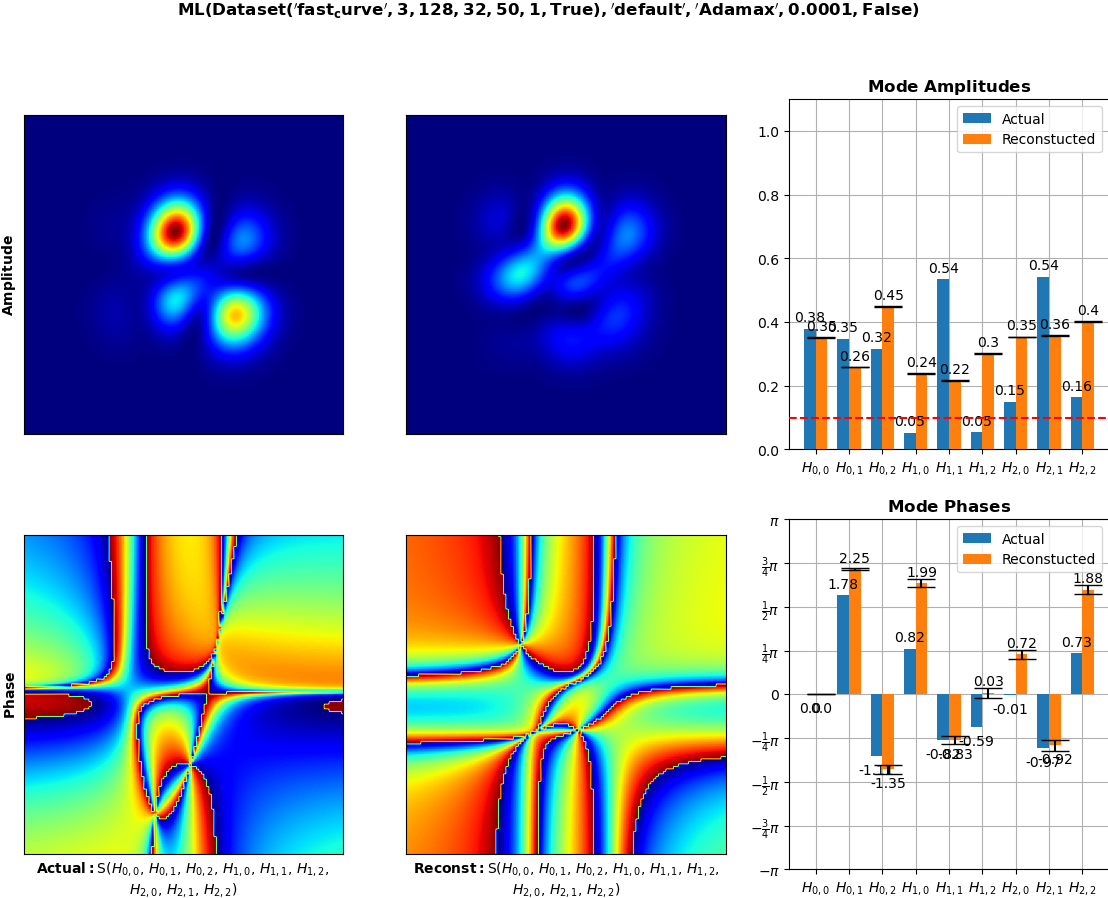 ML(Dataset('fast_curve', 3, 128, 32, 50, 1, True), 'default', 'Adamax', 0.0001, False)
Amplitude
Mode Amplitudes
Actual
Reconstucted
1.0
0.8
0.6
0.4
0.2
0.0
0.38 0.35 0.35 0.26 0.32 0.45 0.05 0.24 0.54 0.22 0.05 0.3 0.15 0.35 0.54 0.36 0.16 0.4
H0,0 H0,1 H0,2 H1,0 H1,1 H1,2 H2,0 H2,1 H2,2
Phase
Mode Phases
Actual
Reconstucted
π
3/4π
1/2π
1/4π
0
−1/4π
−1/2π
−3/4π
−π
0.0 1.78 2.25 -1.35 0.82 1.99 -0.82 -0.83 -0.59 0.03 -0.01 0.72 -0.92 0.73 1.88
H0,0 H0,1 H0,2 H1,0 H1,1 H1,2 H2,0 H2,1 H2,2
Actual: S(H0,0, H0,1, H0,2, H1,0, H1,1, H1,2,
H2,0, H2,1, H2,2)
Reconst: S(H0,0, H0,1, H0,2, H1,0, H1,1, H1,2,
H2,0, H2,1, H2,2)